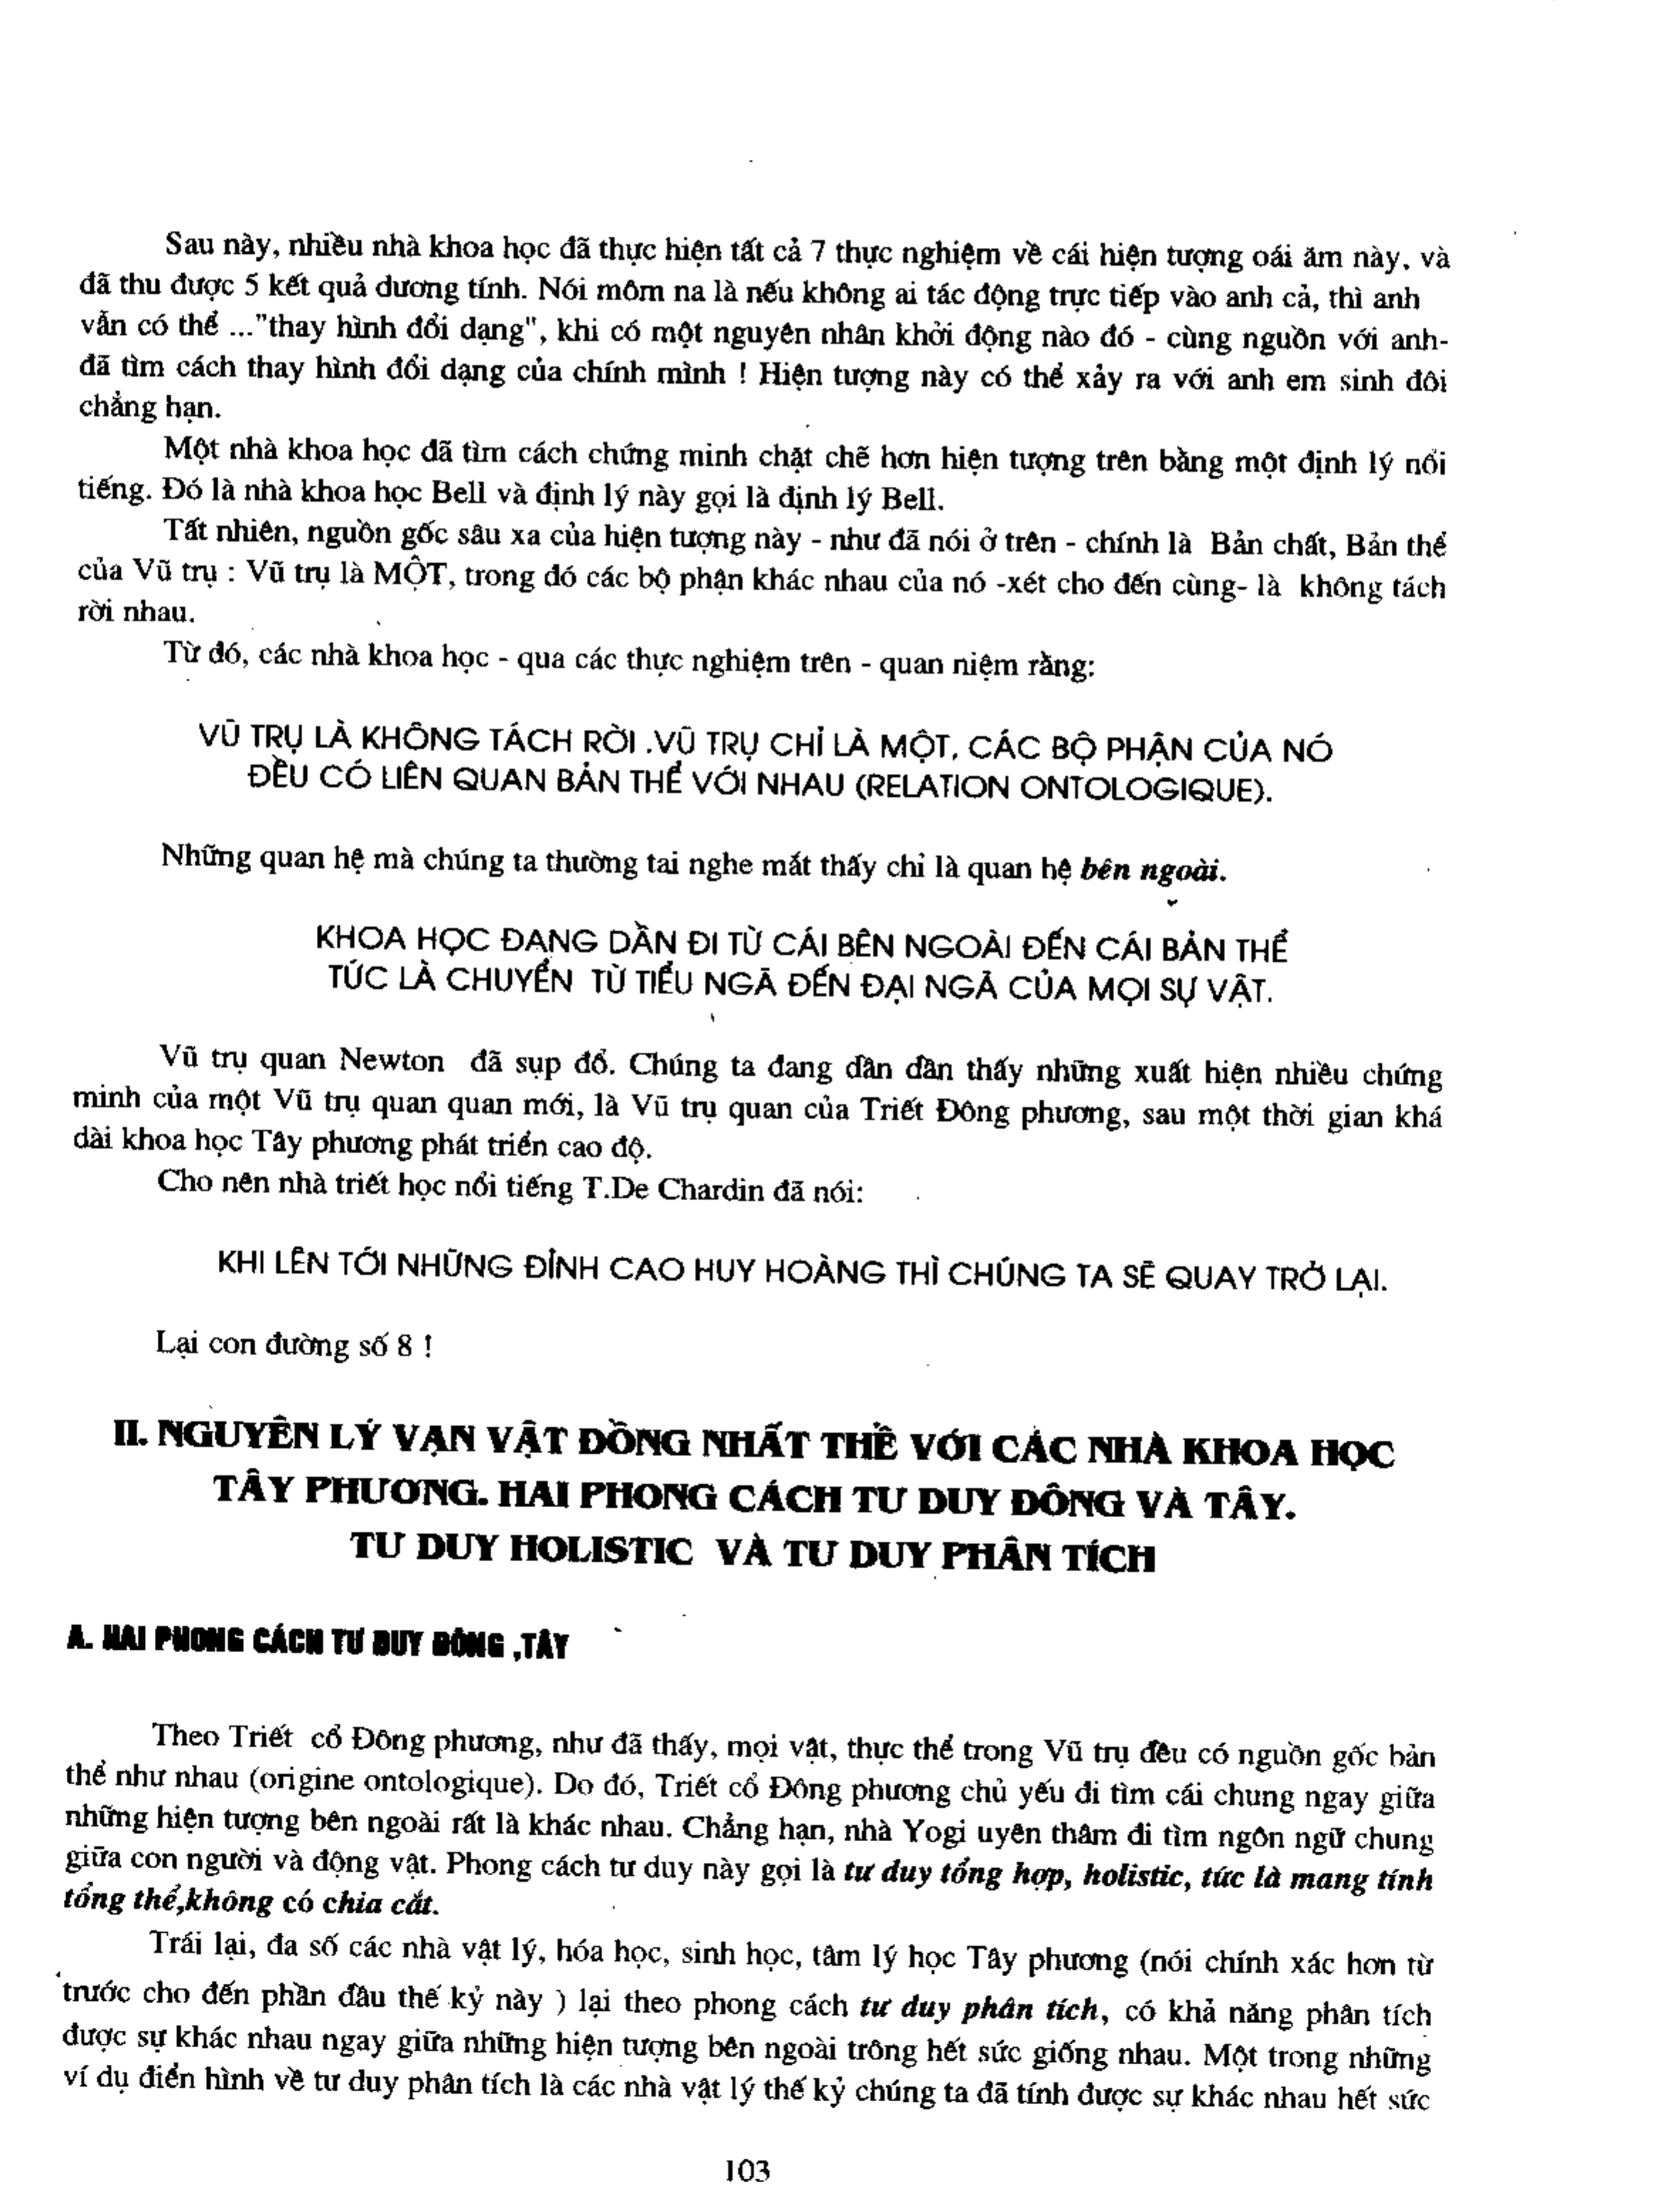 Sau này, nhiều nhà khoa học đã thực hiện tất cả 7 thực nghiệm về cái hiện tượng oái ăm này, và
đã thu được 5 kết quả dương tính. Nói môm na là nếu không ai tác động trực tiếp vào anh cả, thì anh
vẫn có thể ..."thay hình đổi dạng", khi có một nguyên nhân khởi động nào đó - cùng nguồn với anh-
đã tìm cách thay hình đổi dạng của chính mình ! Hiện tượng này có thể xảy ra với anh em sinh đôi
chẳng hạn.
Một nhà khoa học đã tìm cách chứng minh chặt chẽ hơn hiện tượng trên bằng một định lý nổi
tiếng. Đó là nhà khoa học Bell và định lý này gọi là định lý Bell.
Tất nhiên, nguồn gốc sâu xa của hiện tượng này - như đã nói ở trên - chính là Bản chất, Bản thể
của Vũ trụ : Vũ trụ là MỘT, trong đó các bộ phận khác nhau của nó -xét cho đến cùng- là không tách
rời nhau.
Từ đó, các nhà khoa học - qua các thực nghiệm trên - quan niệm rằng:
VŨ TRỤ LÀ KHÔNG TÁCH RỜI .VŨ TRỤ CHỈ LÀ MỘT, CÁC BỘ PHẬN CỦA NÓ
ĐỀU CÓ LIÊN QUAN BẢN THỂ VỚI NHAU (RELATION ONTOLOGIQUE).
Những quan hệ mà chúng ta thường tai nghe mắt thấy chỉ là quan hệ bên ngoài.
KHOA HỌC ĐANG DẦN ĐI TỪ CÁI BÊN NGOÀI ĐẾN CÁI BẢN THỂ
TỨC LÀ CHUYỂN TỪ TIỂU NGÃ ĐẾN ĐẠI NGÃ CỦA MỌI SỰ VẬT.
Vũ trụ quan Newton đã sụp đổ. Chúng ta đang dần dần thấy những xuất hiện nhiều chứng
minh của một Vũ trụ quan quan mới, là Vũ trụ quan của Triết Đông phương, sau một thời gian khá
dài khoa học Tây phương phát triển cao độ.
Cho nên nhà triết học nổi tiếng T.De Chardin đã nói:
KHI LÊN TỚI NHỮNG ĐỈNH CAO HUY HOÀNG THÌ CHÚNG TA SẼ QUAY TRỞ LẠI.
Lại con đường số 8 !
II. NGUYÊN LÝ VẠN VẬT ĐỒNG NHẤT THỂ VỚI CÁC NHÀ KHOA HỌC
TÂY PHƯƠNG. HAI PHONG CÁCH TƯ DUY ĐÔNG VÀ TÂY.
TƯ DUY HOLISTIC VÀ TƯ DUY PHÂN TÍCH
A. HAI PHONG CÁCH TƯ DUY ĐÔNG ,TÂY
Theo Triết cổ Đông phương, như đã thấy, mọi vật, thực thể trong Vũ trụ đều có nguồn gốc bản
thể như nhau (origine ontologique). Do đó, Triết cổ Đông phương chủ yếu đi tìm cái chung ngay giữa
những hiện tượng bên ngoài rất là khác nhau. Chẳng hạn, nhà Yogi uyên thâm đi tìm ngôn ngữ chung
giữa con người và động vật. Phong cách tư duy này gọi là tư duy tổng hợp, holistic, tức là mang tính
tổng thể,không có chia cắt.
Trái lại, đa số các nhà vật lý, hóa học, sinh học, tâm lý học Tây phương (nói chính xác hơn từ
trước cho đến phần đầu thế kỷ này ) lại theo phong cách tư duy phân tích, có khả năng phân tích
được sự khác nhau ngay giữa những hiện tượng bên ngoài trông hết sức giống nhau. Một trong những
ví dụ điển hình về tư duy phân tích là các nhà vật lý thế kỷ chúng ta đã tính được sự khác nhau hết sức
103